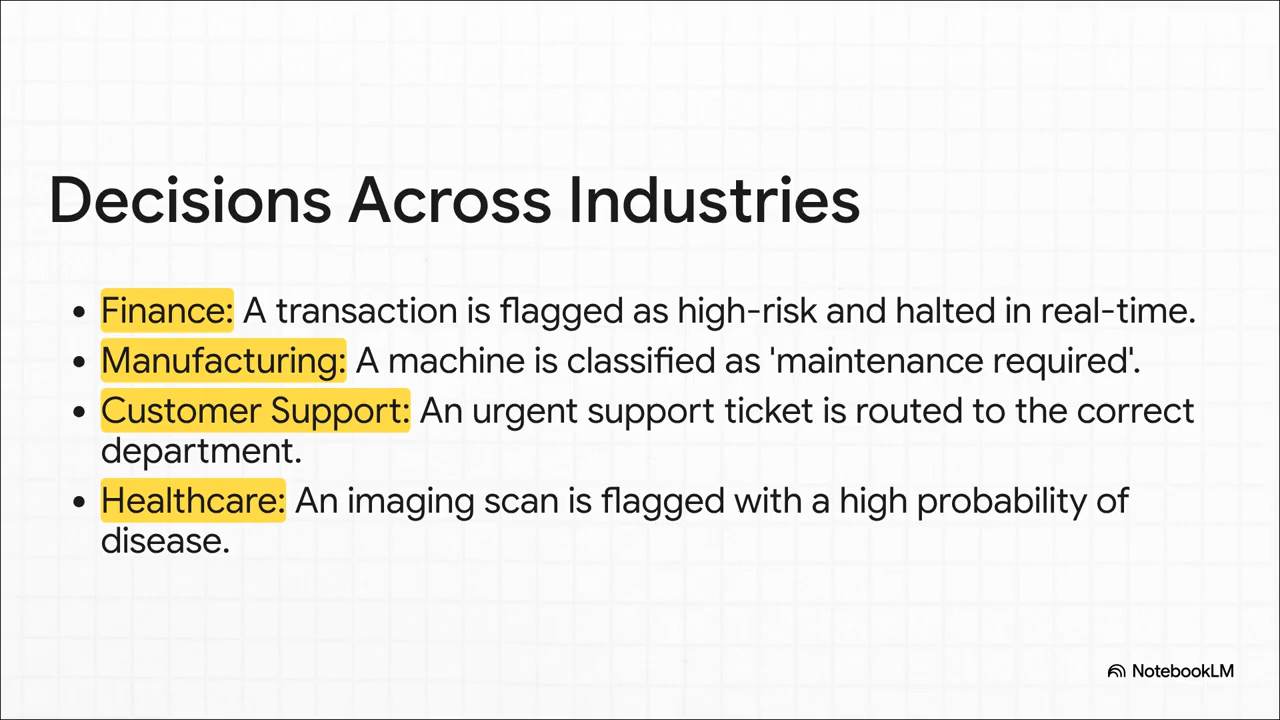 Decisions Across Industries
• Finance: A transaction is flagged as high-risk and halted in real-time.
• Manufacturing: A machine is classified as 'maintenance required'.
• Customer Support: An urgent support ticket is routed to the correct
department.
• Healthcare: An imaging scan is flagged with a high probability of
disease.
NotebookLM